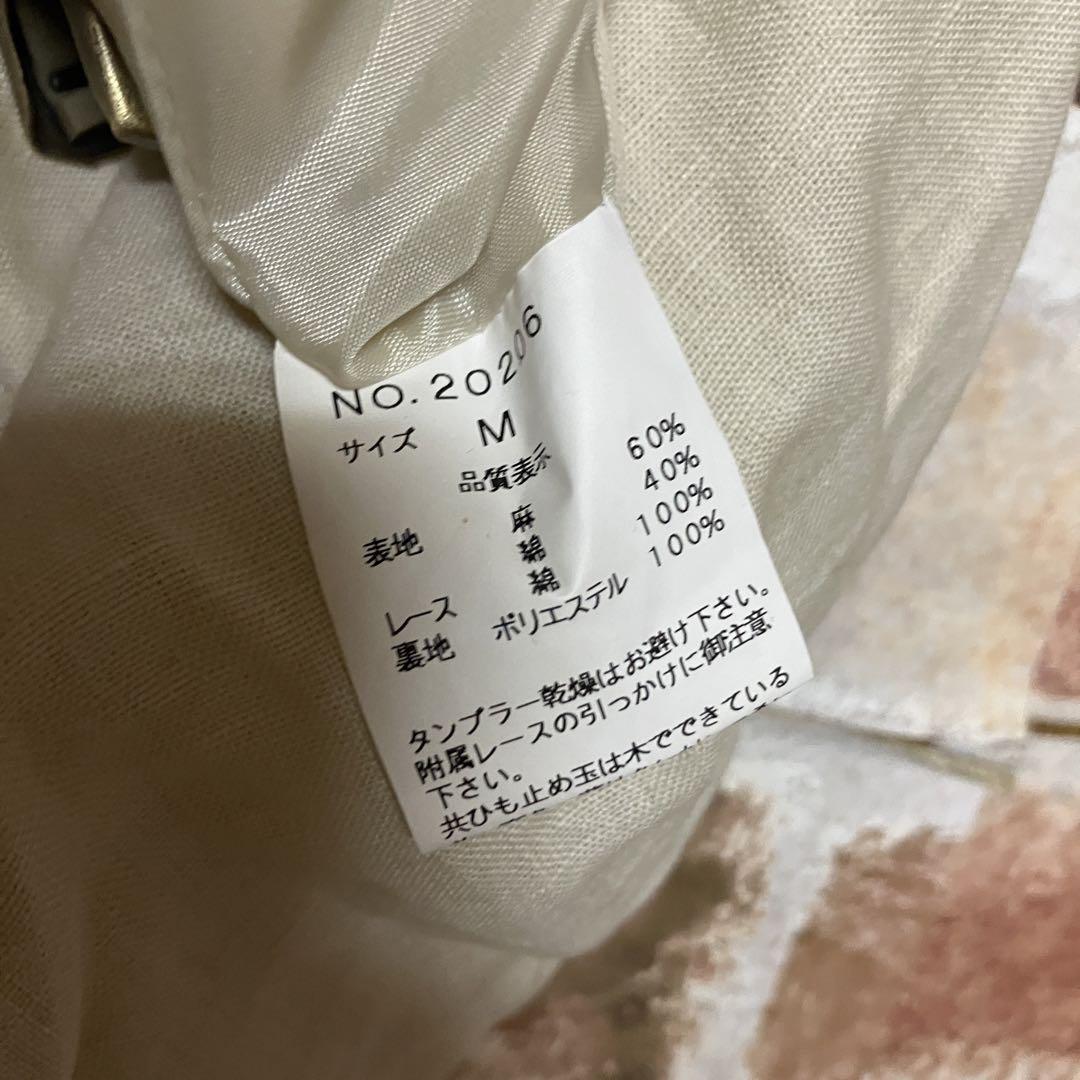 NO.20206
サイズ M
品質表示
表地 麻 60%
綿 40%
レース 綿 100%
裏地 ポリエステル 100%
タンブラー乾燥はお避け下さい。
附属レースの引っかけに御注意
下さい。
共ひも止め玉は木でできている